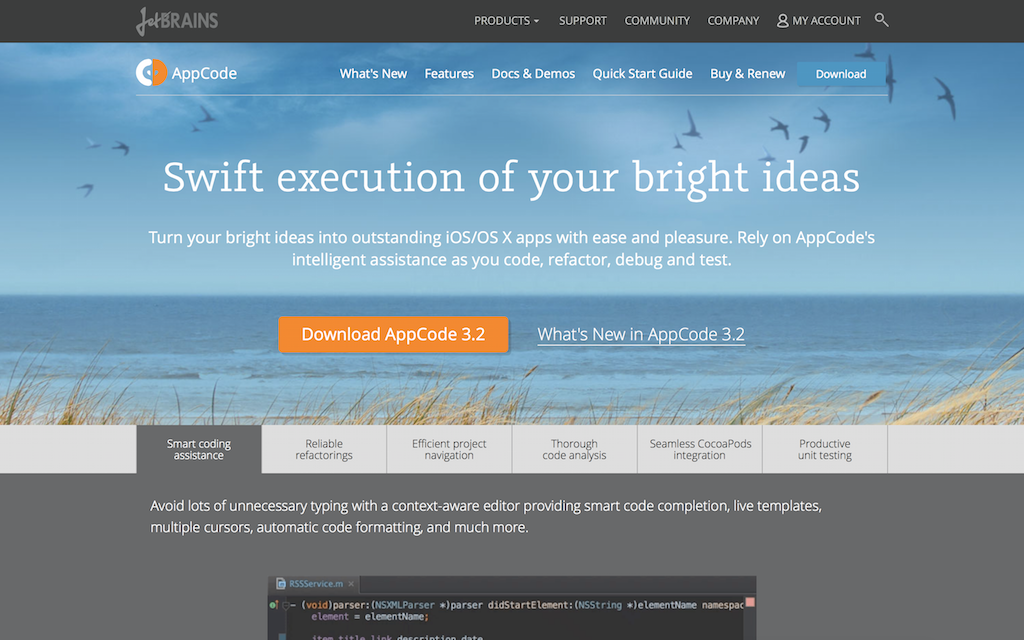 JetBRAINS
PRODUCTS SUPPORT COMMUNITY COMPANY MY ACCOUNT
AppCode What's New Features Docs & Demos Quick Start Guide Buy & Renew Download
Swift execution of your bright ideas
Turn your bright ideas into outstanding iOS/OS X apps with ease and pleasure. Rely on AppCode's
intelligent assistance as you code, refactor, debug and test.
Download AppCode 3.2 What's New in AppCode 3.2
Smart coding
assistance
Reliable
refactorings
Efficient project
navigation
Thorough
code analysis
Seamless CocoaPods
integration
Productive
unit testing
Avoid lots of unnecessary typing with a context-aware editor providing smart code completion, live templates,
multiple cursors, automatic code formatting, and much more.
RSSService.m ×
- (void)parser:(NSXMLParser *)parser didStartElement:(NSString *)elementName namespac
element = elementName;
item title link description date